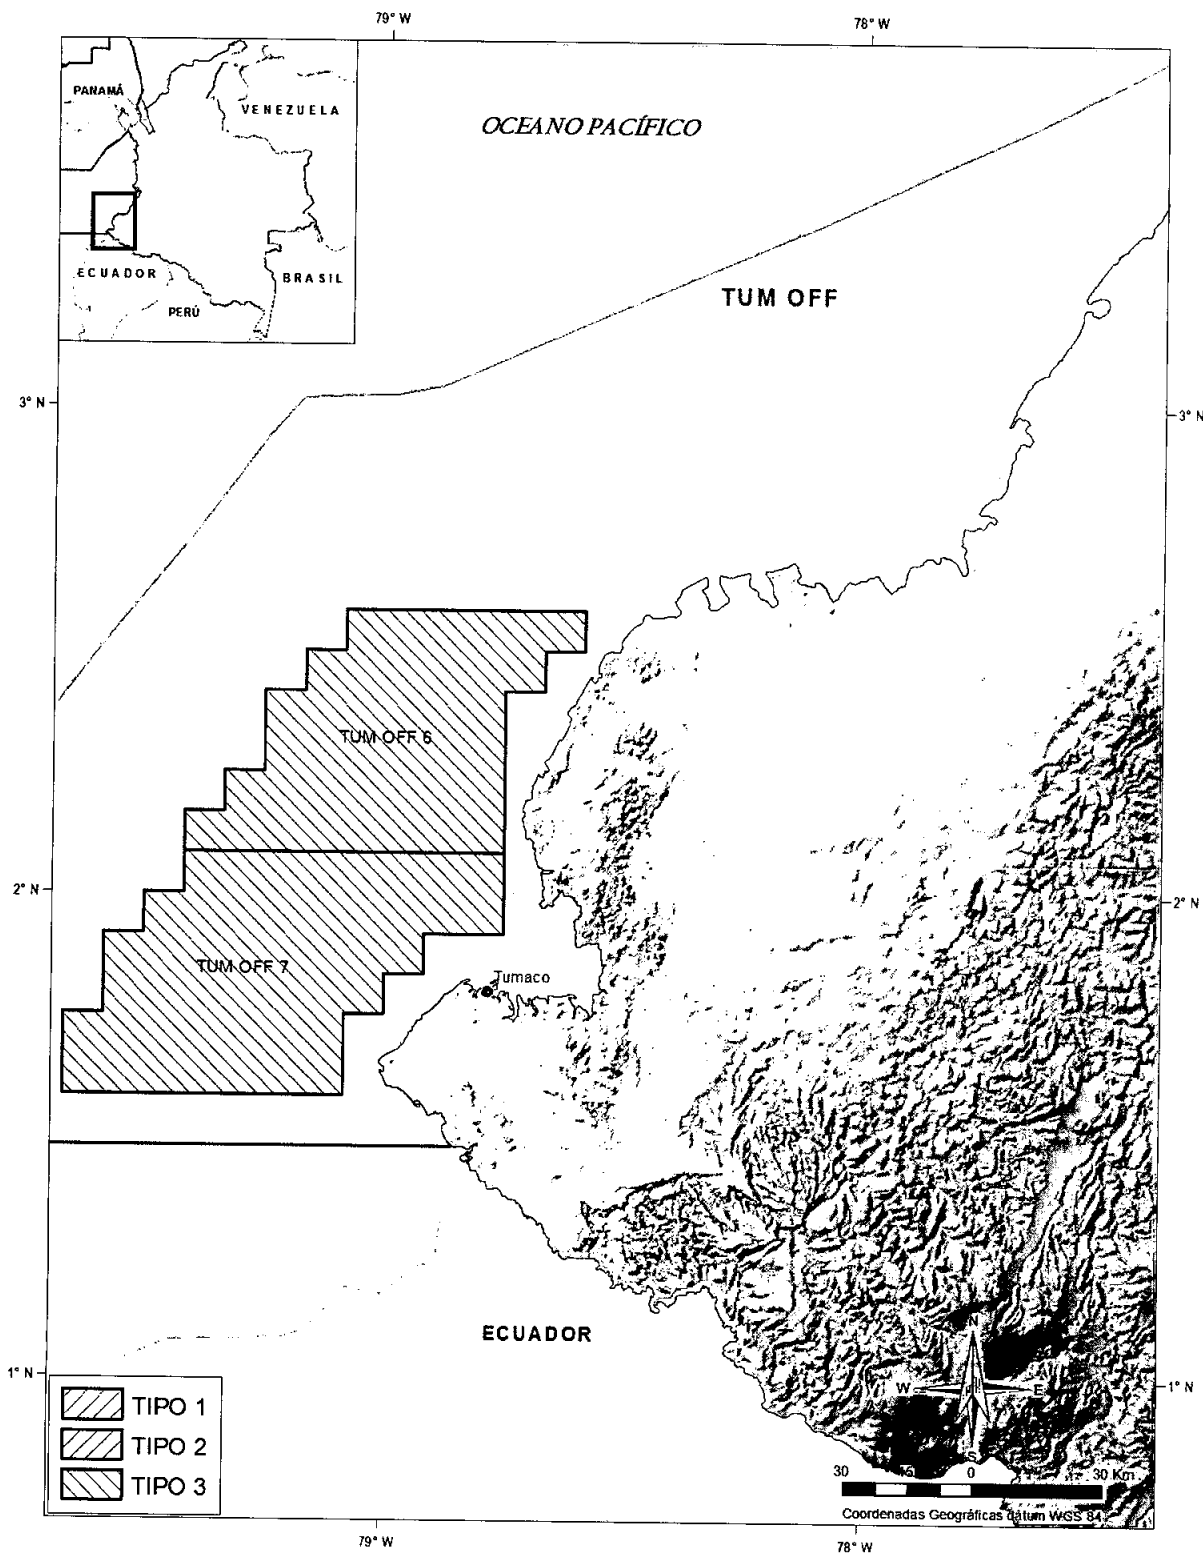 79° W
78° W
PANAMÁ
VENEZUELA
ECUADOR
BRASIL
PERÚ
OCEANO PACÍFICO
TUM OFF
3° N
3° N
TUM OFF 6
2° N
2° N
TUM OFF 7
Tumaco
ECUADOR
1° N
1° N
N
W
E
S
TIPO 1
TIPO 2
TIPO 3
30
15
0
30 Km
Coordenadas Geográficas dátum WGS 84
79° W
78° W